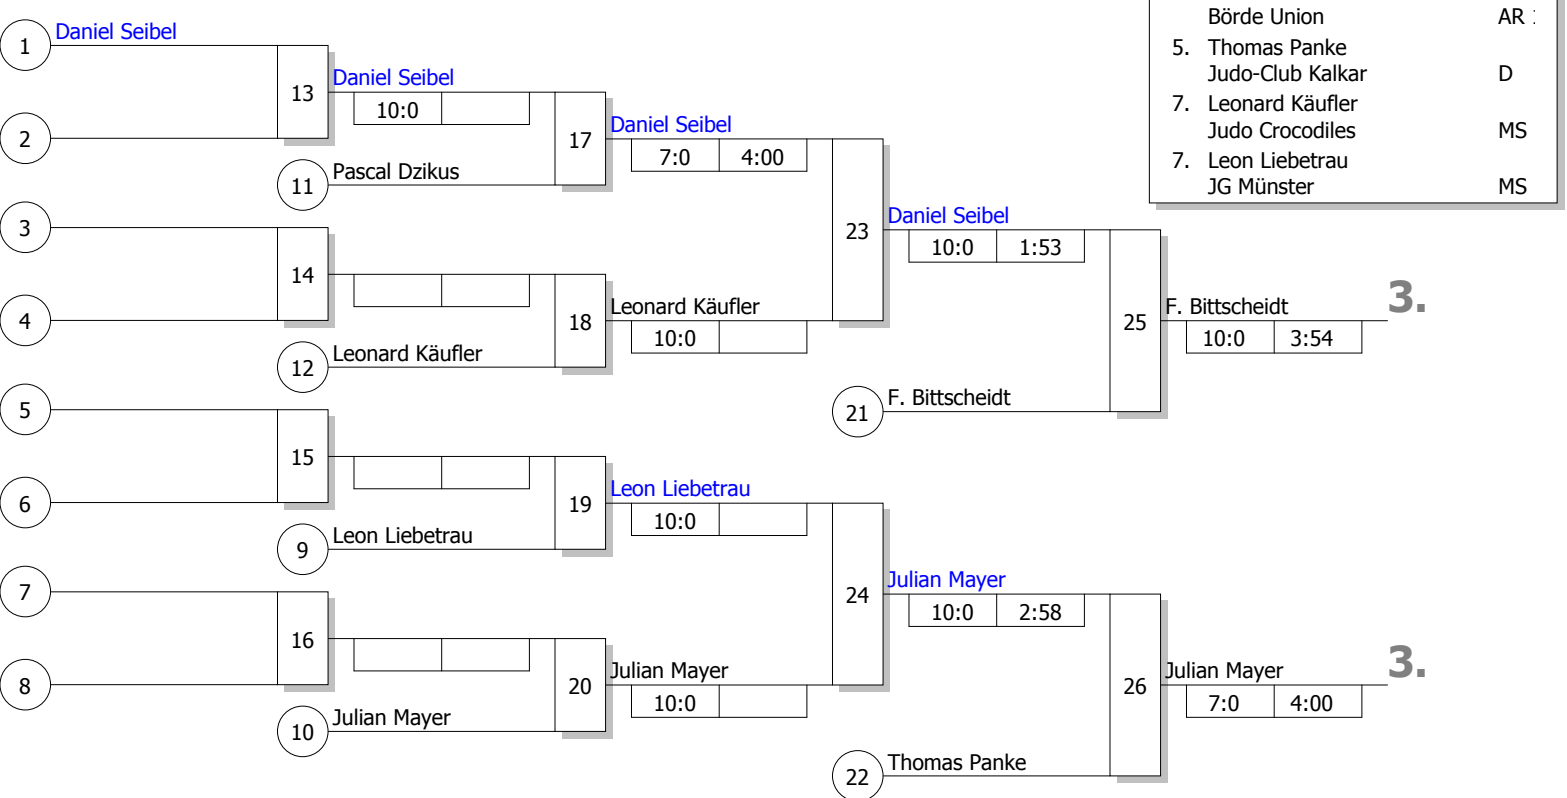 Börde Union AR
5. Thomas Panke
Judo-Club Kalkar D
7. Leonard Käufler
Judo Crocodiles MS
7. Leon Liebetrau
JG Münster MS
1 Daniel Seibel
2
13 Daniel Seibel
10:0
11 Pascal Dzikus
17 Daniel Seibel
7:0 4:00
3
4
14
12 Leonard Käufler
18 Leonard Käufler
10:0
23 Daniel Seibel
10:0 1:53
21 F. Bittscheidt
25 F. Bittscheidt
10:0 3:54
3.
5
6
15
9 Leon Liebetrau
19 Leon Liebetrau
10:0
7
8
16
10 Julian Mayer
20 Julian Mayer
10:0
24 Julian Mayer
10:0 2:58
22 Thomas Panke
26 Julian Mayer
7:0 4:00
3.